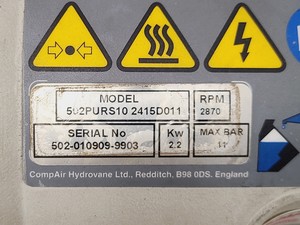 MODEL RPM
502PURS10 2415D011 2870
SERIAL No Kw MAX BAR
502-010909-9903 2.2 11
CompAir Hydrovane Ltd., Redditch, B98 0DS. England